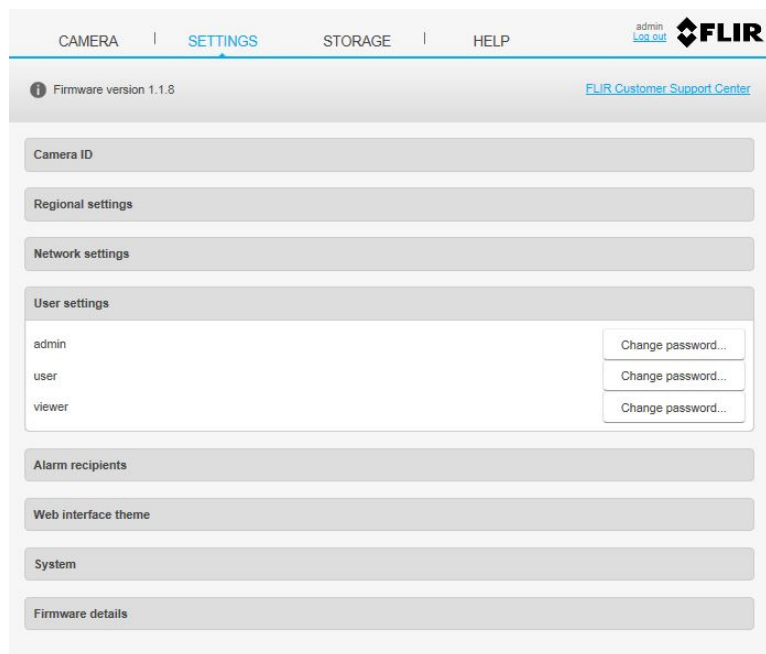 CAMERA | SETTINGS STORAGE | HELP admin Log out FLIR
Firmware version 1.1.8 FLIR Customer Support Center
Camera ID
Regional settings
Network settings
User settings
admin Change password...
user Change password...
viewer Change password...
Alarm recipients
Web interface theme
System
Firmware details